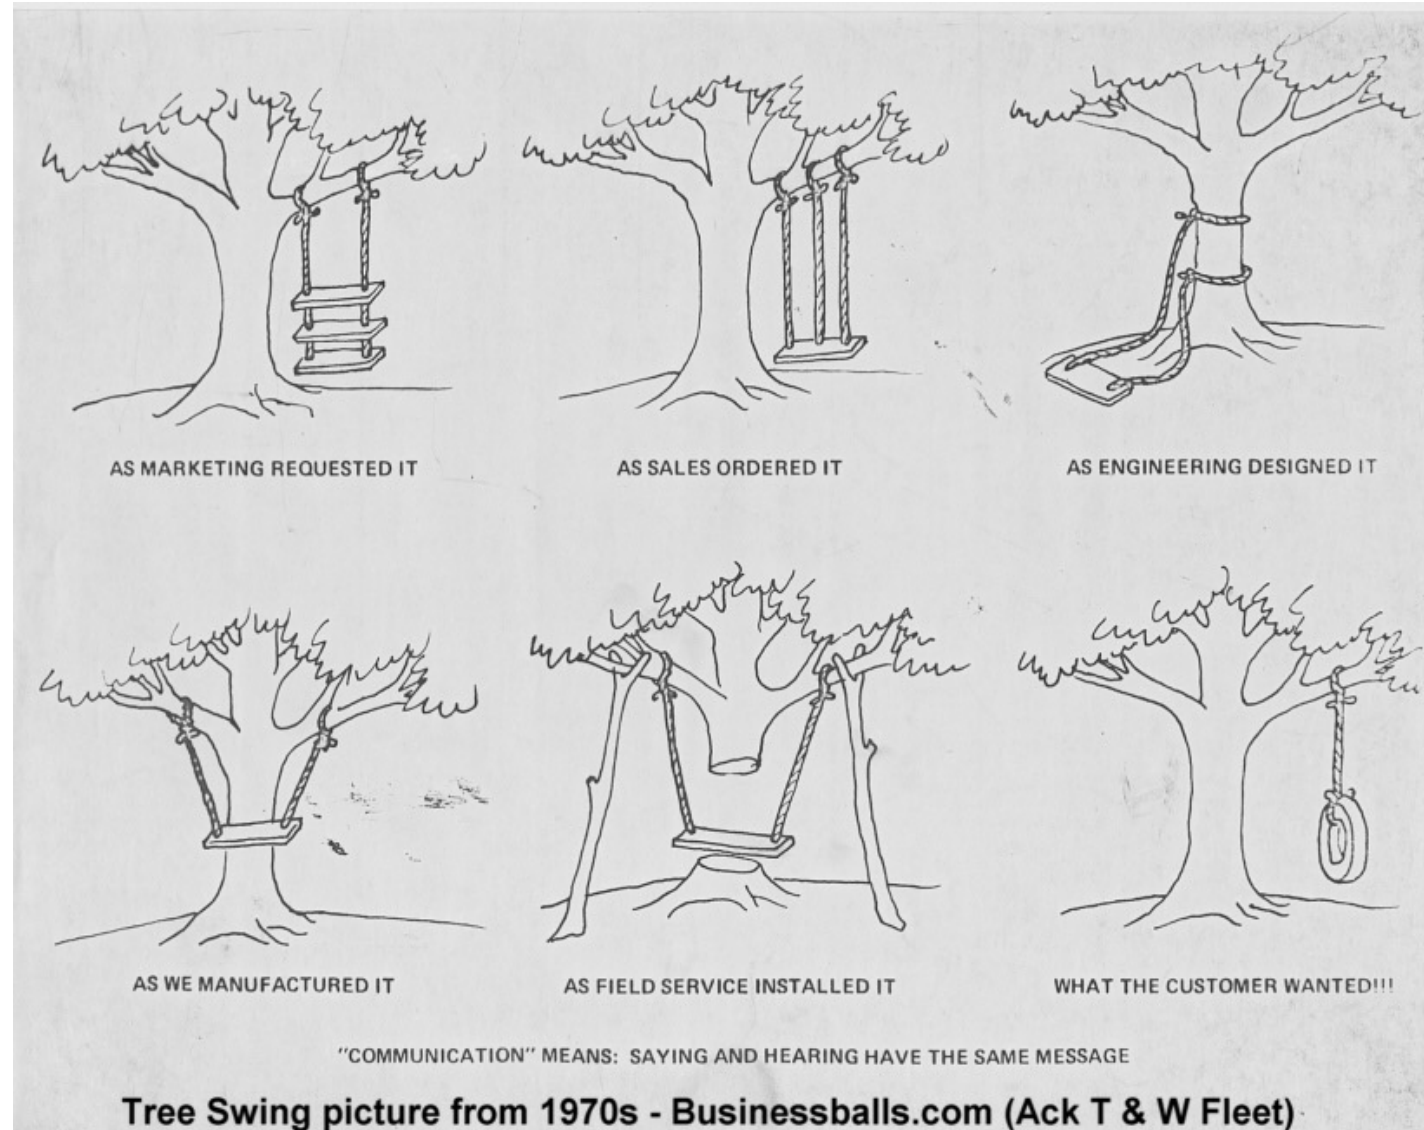 AS MARKETING REQUESTED IT
AS SALES ORDERED IT
AS ENGINEERING DESIGNED IT
AS WE MANUFACTURED IT
AS FIELD SERVICE INSTALLED IT
WHAT THE CUSTOMER WANTED!!!
"COMMUNICATION" MEANS: SAYING AND HEARING HAVE THE SAME MESSAGE
Tree Swing picture from 1970s - Businessballs.com (Ack T & W Fleet)